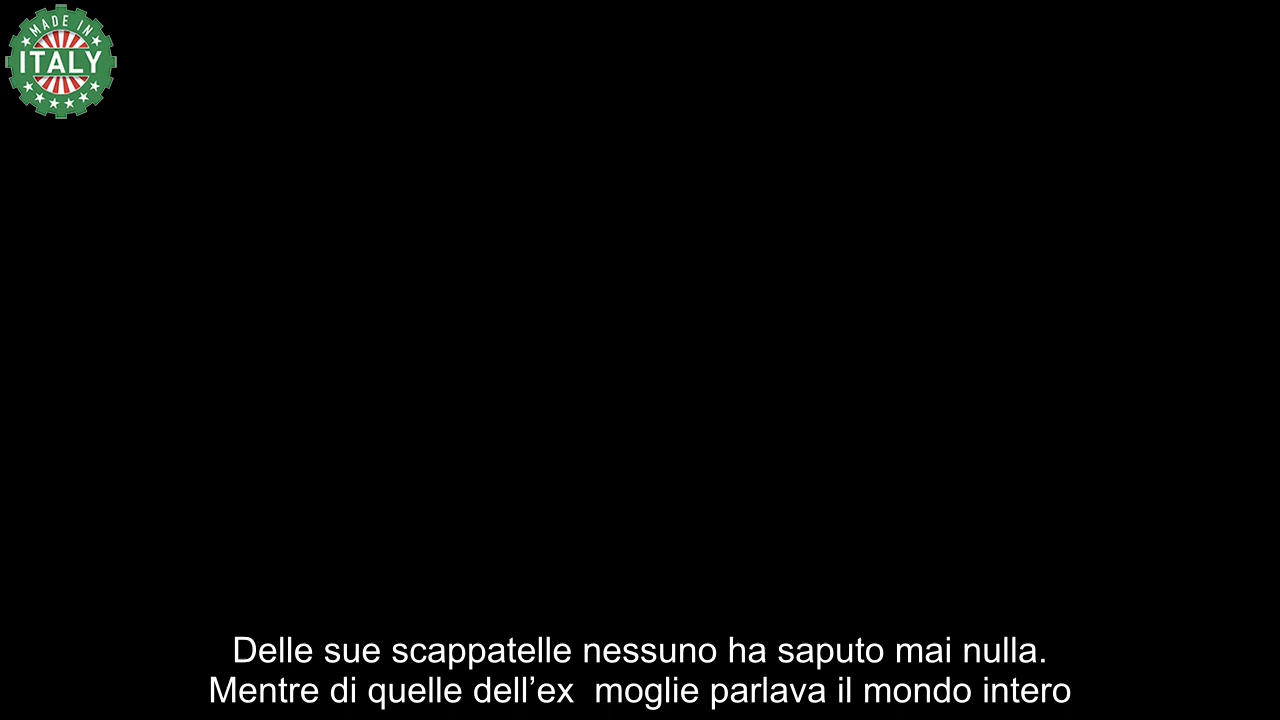 MADE IN
ITALY
Delle sue scappatelle nessuno ha saputo mai nulla.
Mentre di quelle dell’ex  moglie parlava il mondo intero